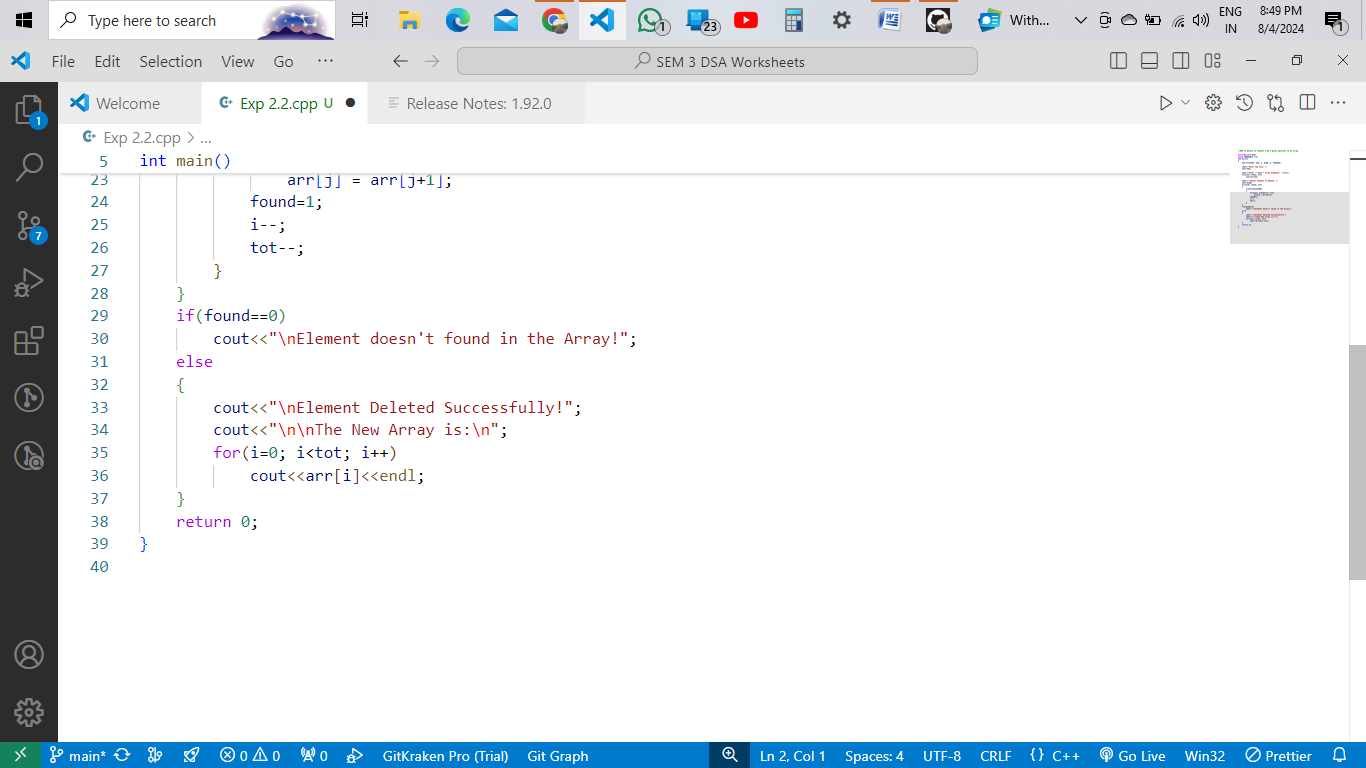 Type here to search
1
23
With...
ENG
IN
8:49 PM
8/4/2024
1
File Edit Selection View Go ...
SEM 3 DSA Worksheets
Welcome
Exp 2.2.cpp U
Release Notes: 1.92.0
Exp 2.2.cpp > ...
5 int main()
23 arr[j] = arr[j+1];
24 found=1;
25 i--;
26 tot--;
27 }
28 }
29 if(found==0)
30 cout<<"\nElement doesn't found in the Array!";
31 else
32 {
33 cout<<"\nElement Deleted Successfully!";
34 cout<<"\n\nThe New Array is:\n";
35 for(i=0; i<tot; i++)
36 cout<<arr[i]<<endl;
37 }
38 return 0;
39 }
40
1
7
main* 0 0 0 GitKraken Pro (Trial) Git Graph Ln 2, Col 1 Spaces: 4 UTF-8 CRLF {} C++ Go Live Win32 Prettier